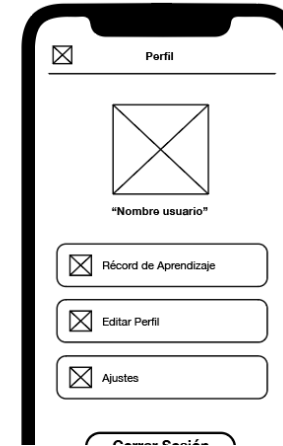 Perfil
“Nombre usuario”
Récord de Aprendizaje
Editar Perfil
Ajustes
Cerrar Sesión